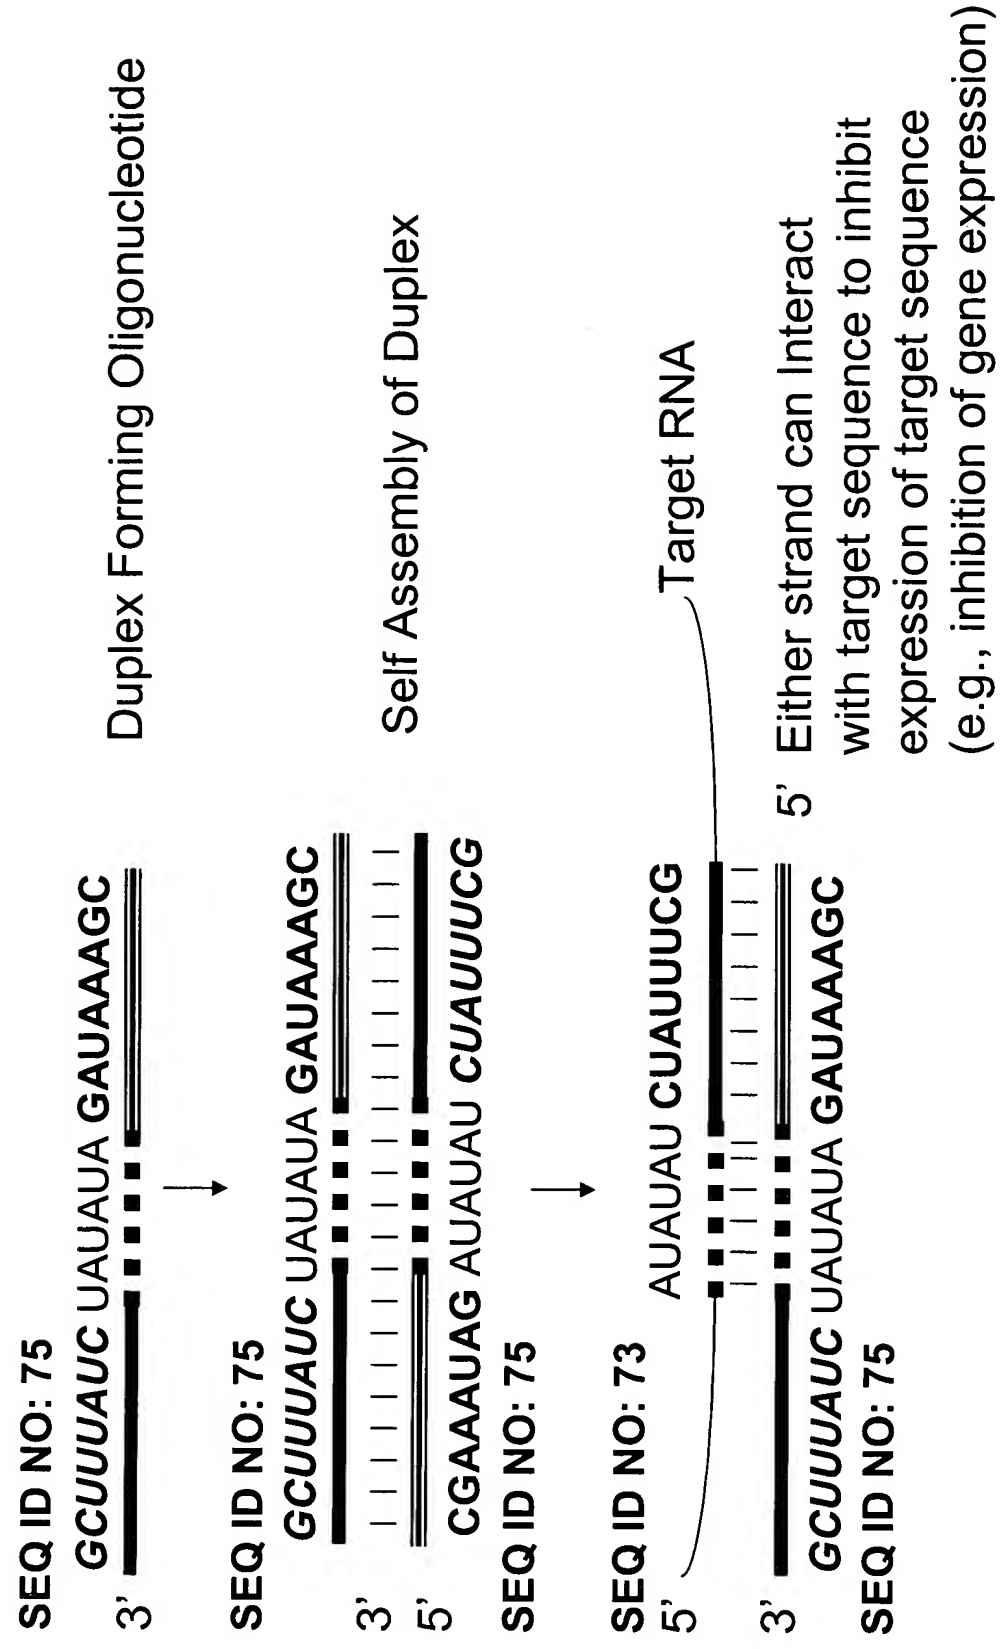 SEQ ID NO: 75
GCUUUAUC UAUAUA GAUAAAGC
3’
Duplex Forming Oligonucleotide
SEQ ID NO: 75
GCUUUAUC UAUAUA GAUAAAGC
3’
5’
Self Assembly of Duplex
CGAAAUAG AUAUAU CUAUUUCG
SEQ ID NO: 75
SEQ ID NO: 73
AUAUAU CUAUUUCG
5’
Target RNA
3’
5’
GCUUUAUC UAUAUA GAUAAAGC
SEQ ID NO: 75
Either strand can Interact
with target sequence to inhibit
expression of target sequence
(e.g., inhibition of gene expression)